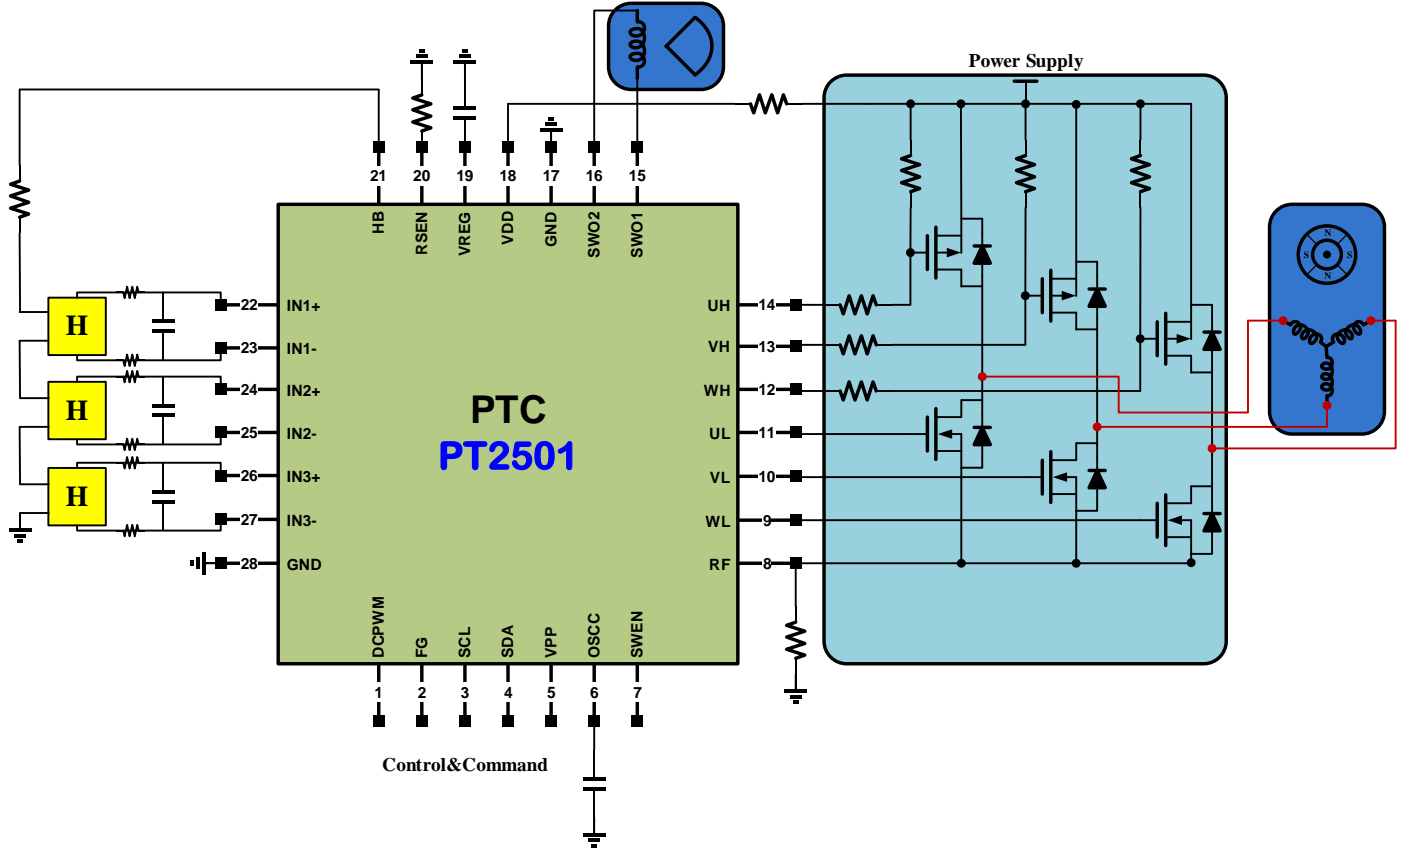 Power Supply
21
20
19
18
17
16
15
HB
RSEN
VREG
VDD
GND
SWO2
SWO1
H
H
H
22
IN1+
23
IN1-
24
IN2+
25
IN2-
26
IN3+
27
IN3-
28
GND
PTC
PT2501
UH
14
VH
13
WH
12
UL
11
VL
10
WL
9
RF
8
N
S
S
N
DCPWM
FG
SCL
SDA
VPP
OSCC
SWEN
1
2
3
4
5
6
7
Control&Command